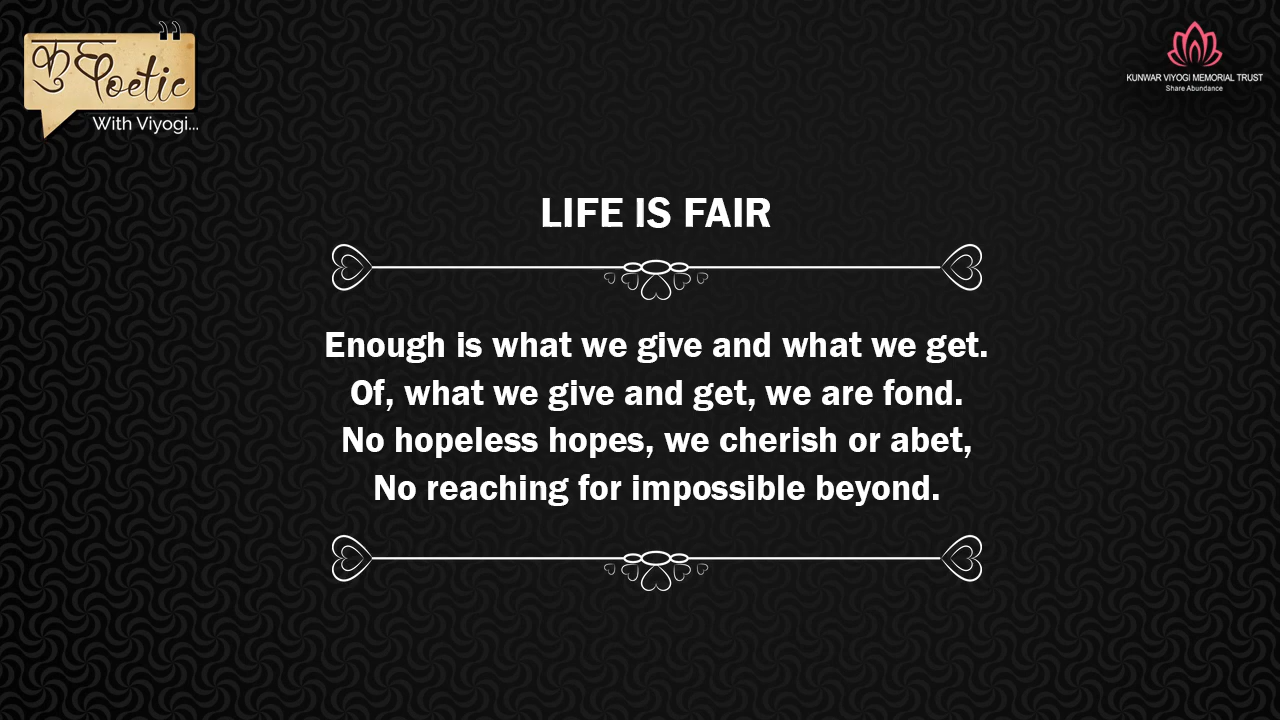 कुछ Poetic
With Viyogi...
KUNWAR VIYOGI MEMORIAL TRUST
Share Abundance
LIFE IS FAIR
Enough is what we give and what we get.
Of, what we give and get, we are fond.
No hopeless hopes, we cherish or abet,
No reaching for impossible beyond.